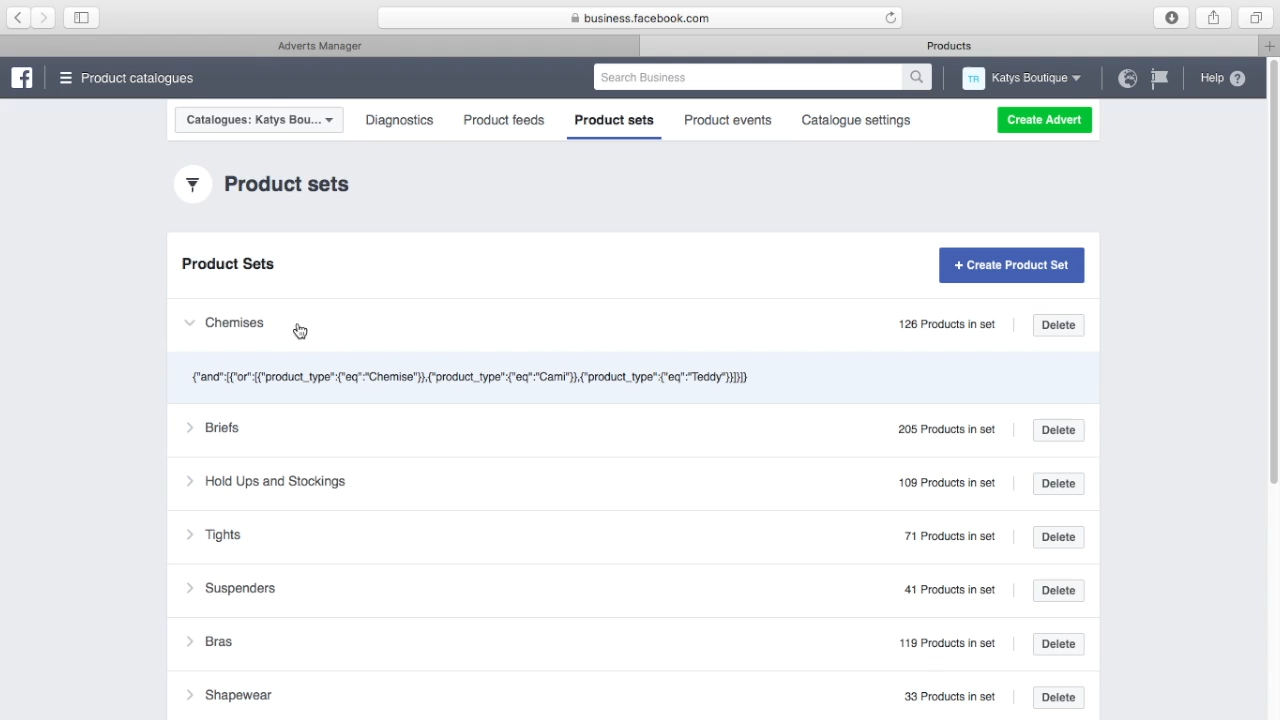 business.facebook.com
Adverts Manager
Products
Product catalogues
Search Business
TR
Katys Boutique
Help ?
Catalogues: Katys Bou...
Diagnostics
Product feeds
Product sets
Product events
Catalogue settings
Create Advert
Product sets
Product Sets
+ Create Product Set
Chemises
126 Products in set
Delete
{"and":[{"or":[{"product_type":{"eq":"Chemise"}},{"product_type":{"eq":"Cami"}},{"product_type":{"eq":"Teddy"}}]}]}
Briefs
205 Products in set
Delete
Hold Ups and Stockings
109 Products in set
Delete
Tights
71 Products in set
Delete
Suspenders
41 Products in set
Delete
Bras
119 Products in set
Delete
Shapewear
33 Products in set
Delete